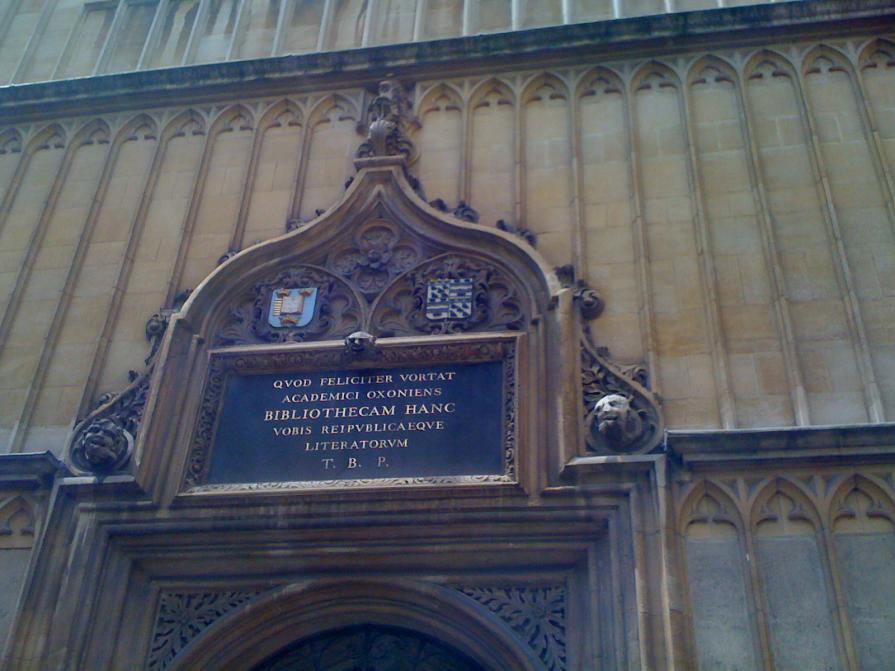 QVOD FELICITER VORTAT
ACADEMICI OXONIENS
BIBLIOTHECAM HANC
VOBIS REIPVBLICAEQVE
LITERATORVM
T. B. P.